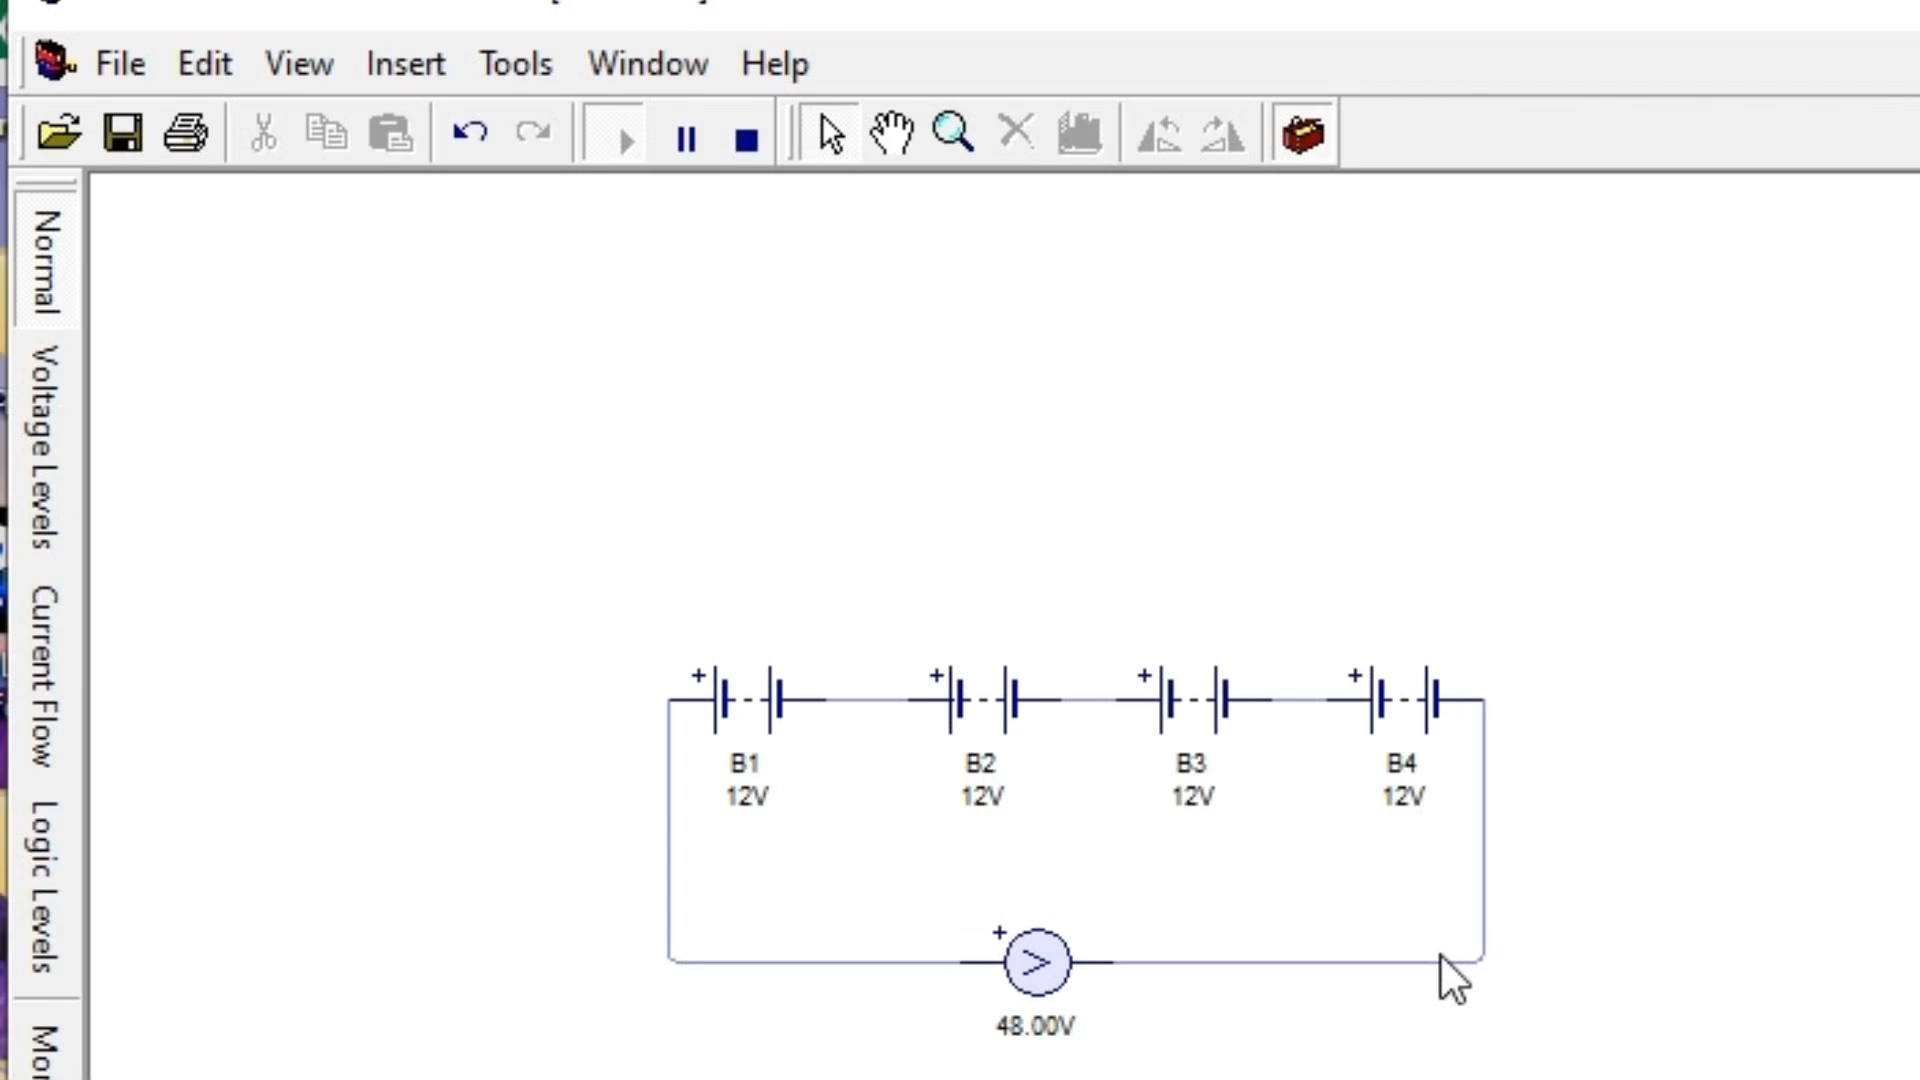 File Edit View Insert Tools Window Help
Normal
Voltage Levels
Current Flow
Logic Levels
+ + + +
B1 B2 B3 B4
12V 12V 12V 12V
+
48.00V